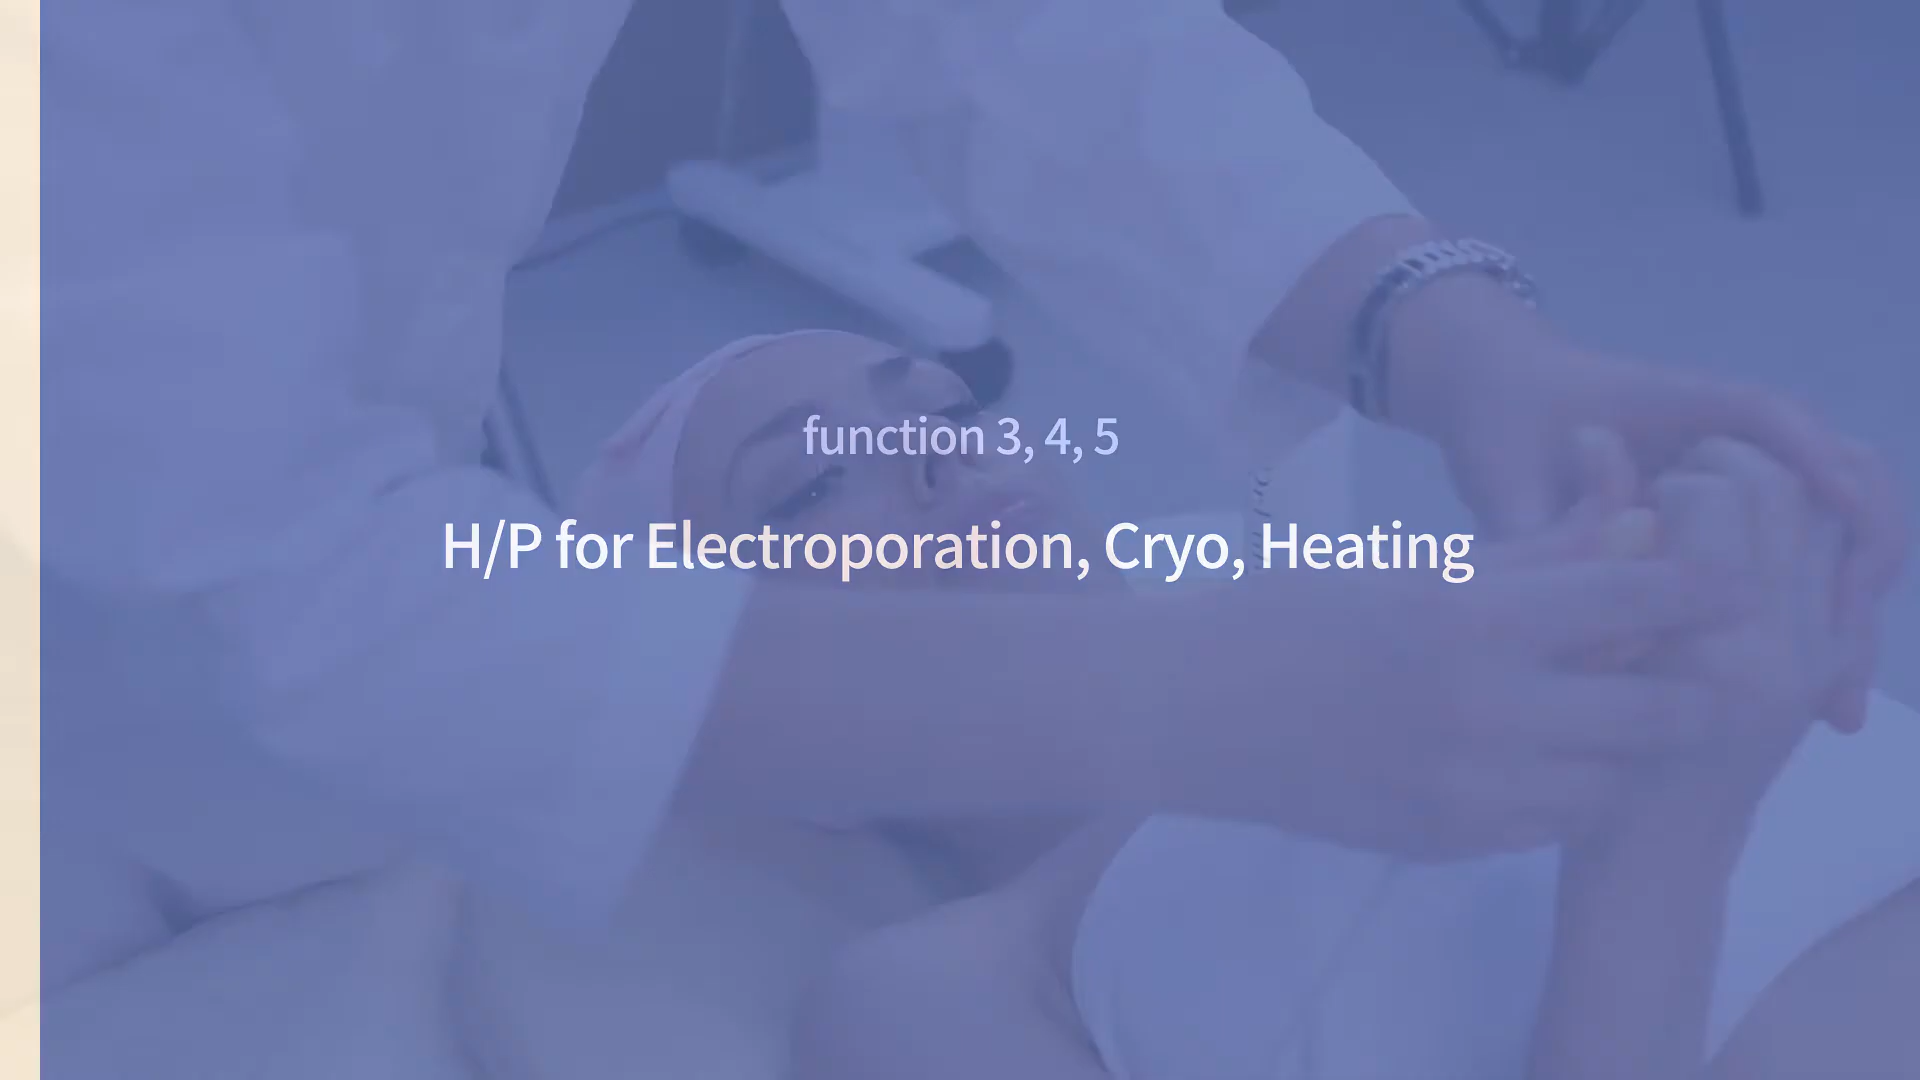 function 3, 4, 5
H/P for Electroporation, Cryo, Heating